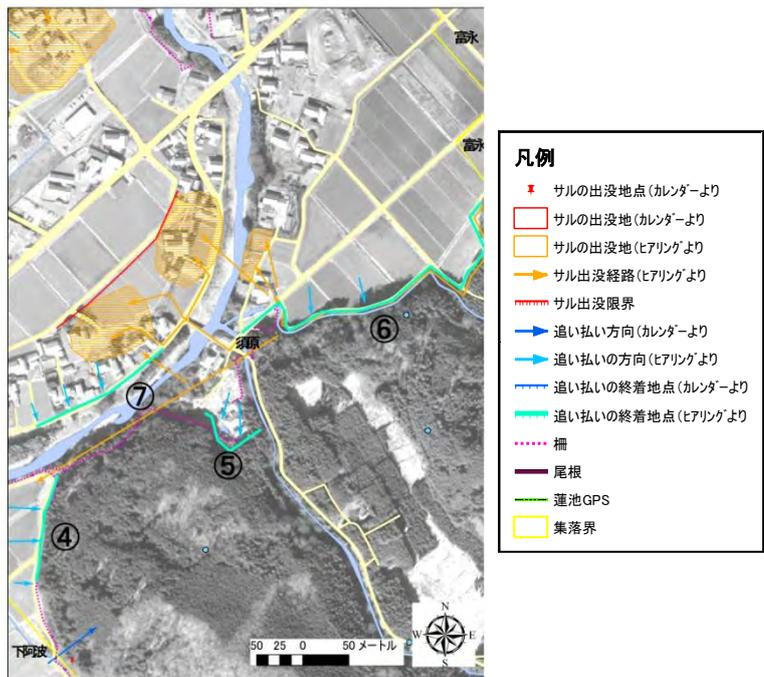 富永
富永
須原
⑥
⑦
⑤
④
下阿波
50 25 0 50 メートル
N
W E
S
凡例
サルの出没地点(カレンダーより
サルの出没地(カレンダーより
サルの出没地(ヒアリングより
サル出没経路(ヒアリングより
サル出没限界
追い払い方向(カレンダーより
追い払いの方向(ヒアリングより
追い払いの終着地点(カレンダーより
追い払いの終着地点(ヒアリングより
柵
尾根
蓮池GPS
集落界